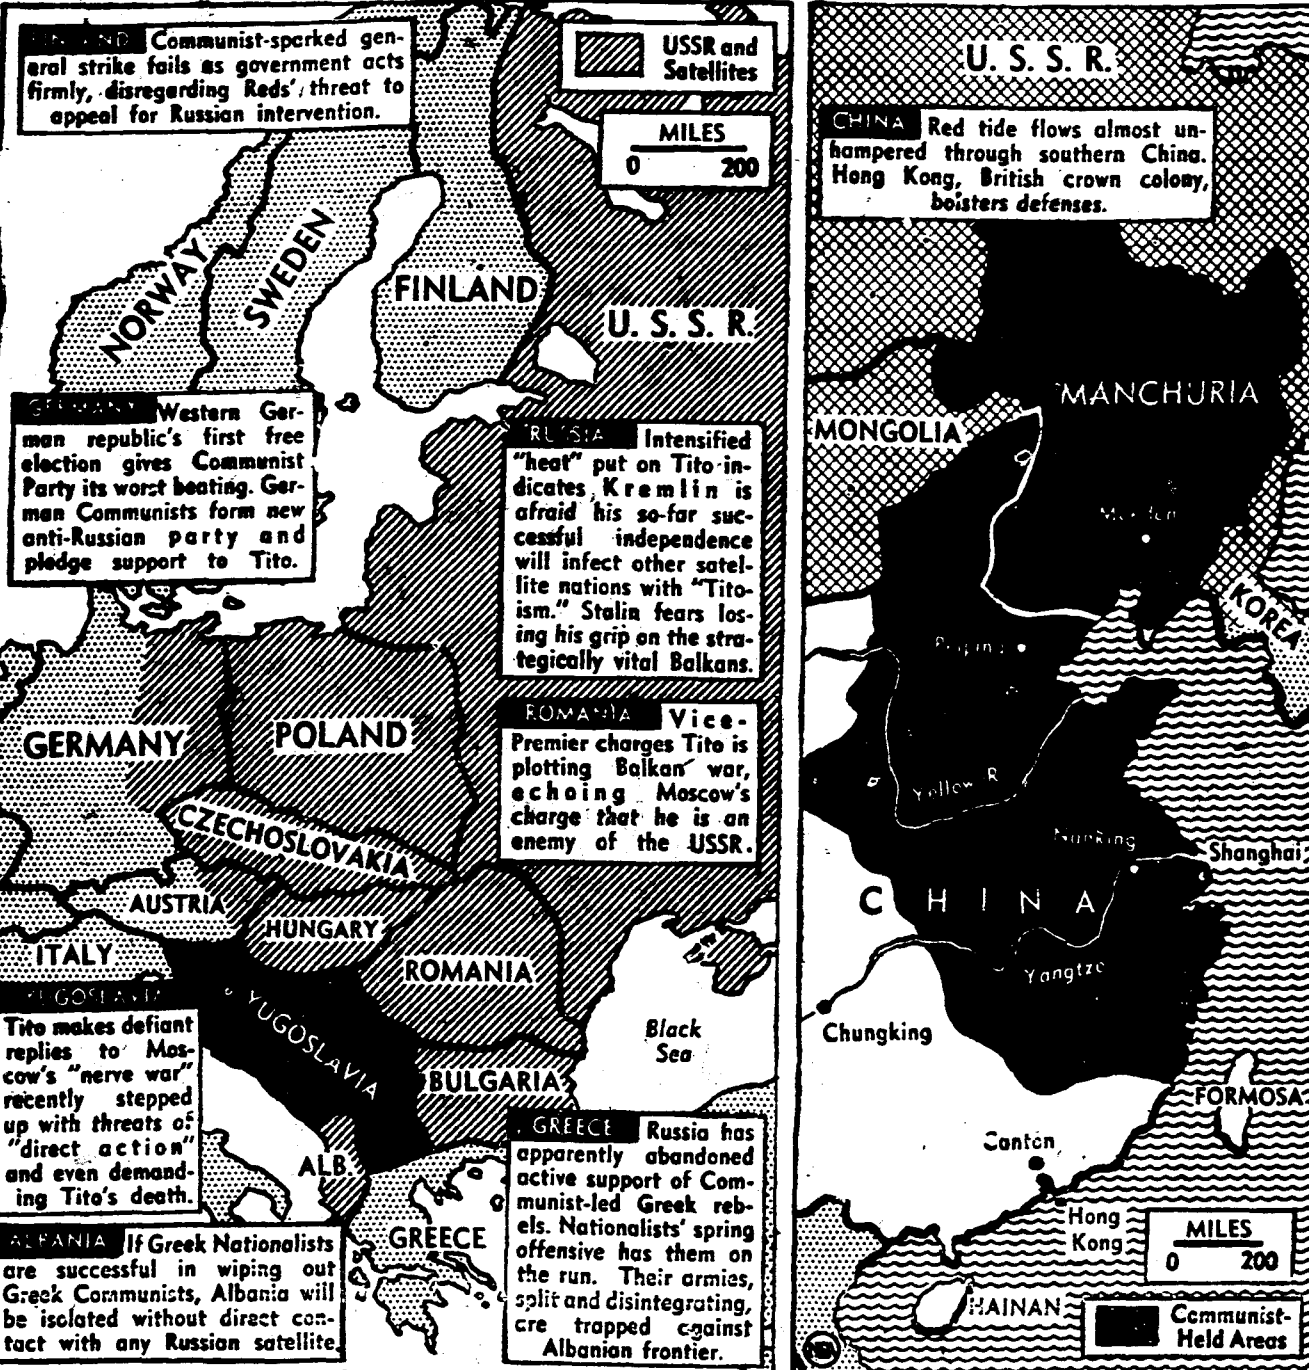 FINLAND Communist-sparked gen-
eral strike fails as government acts
firmly, disregarding Reds' threat to
appeal for Russian intervention.
USSR and
Satellites
MILES
0 200
NORWAY
SWEDEN
FINLAND
U. S. S. R.
GERMANY Western Ger-
man republic's first free
election gives Communist
Party its worst beating. Ger-
man Communists form new
anti-Russian party and
pledge support to Tito.
RUSSIA Intensified
"heat" put on Tito in-
dicates Kremlin is
afraid his so-far suc-
cessful independence
will infect other satel-
lite nations with "Tito-
ism." Stalin fears los-
ing his grip on the stra-
tegically vital Balkans.
ROMANIA Vice-
Premier charges Tito is
plotting Balkan war,
echoing Moscow's
charge that he is an
enemy of the USSR.
GERMANY
POLAND
CZECHOSLOVAKIA
AUSTRIA
HUNGARY
ITALY
ROMANIA
YUGOSLAVIA
Black
Sea
BULGARIA
ALB.
GREECE
YUGOSLAVIA
Tito makes defiant
replies to Mos-
cow's "nerve war"
recently stepped
up with threats of
"direct action"
and even demand-
ing Tito's death.
ALBANIA If Greek Nationalists
are successful in wiping out
Greek Communists, Albania will
be isolated without direct con-
tact with any Russian satellite
GREECE Russia has
apparently abandoned
active support of Com-
munist-led Greek reb-
els. Nationalists' spring
offensive has them on
the run. Their armies,
split and disintegrating,
are trapped against
Albanian frontier.
U. S. S. R.
CHINA Red tide flows almost un-
hampered through southern China.
Hong Kong, British crown colony,
bolsters defenses.
MANCHURIA
MONGOLIA
Mukden
KOREA
Peiping
Yellow R.
Nanking
Shanghai
CHINA
Yangtze
Chungking
FORMOSA
Canton
Hong
Kong
MILES
0 200
HAINAN
Communist-
Held Areas
NEA